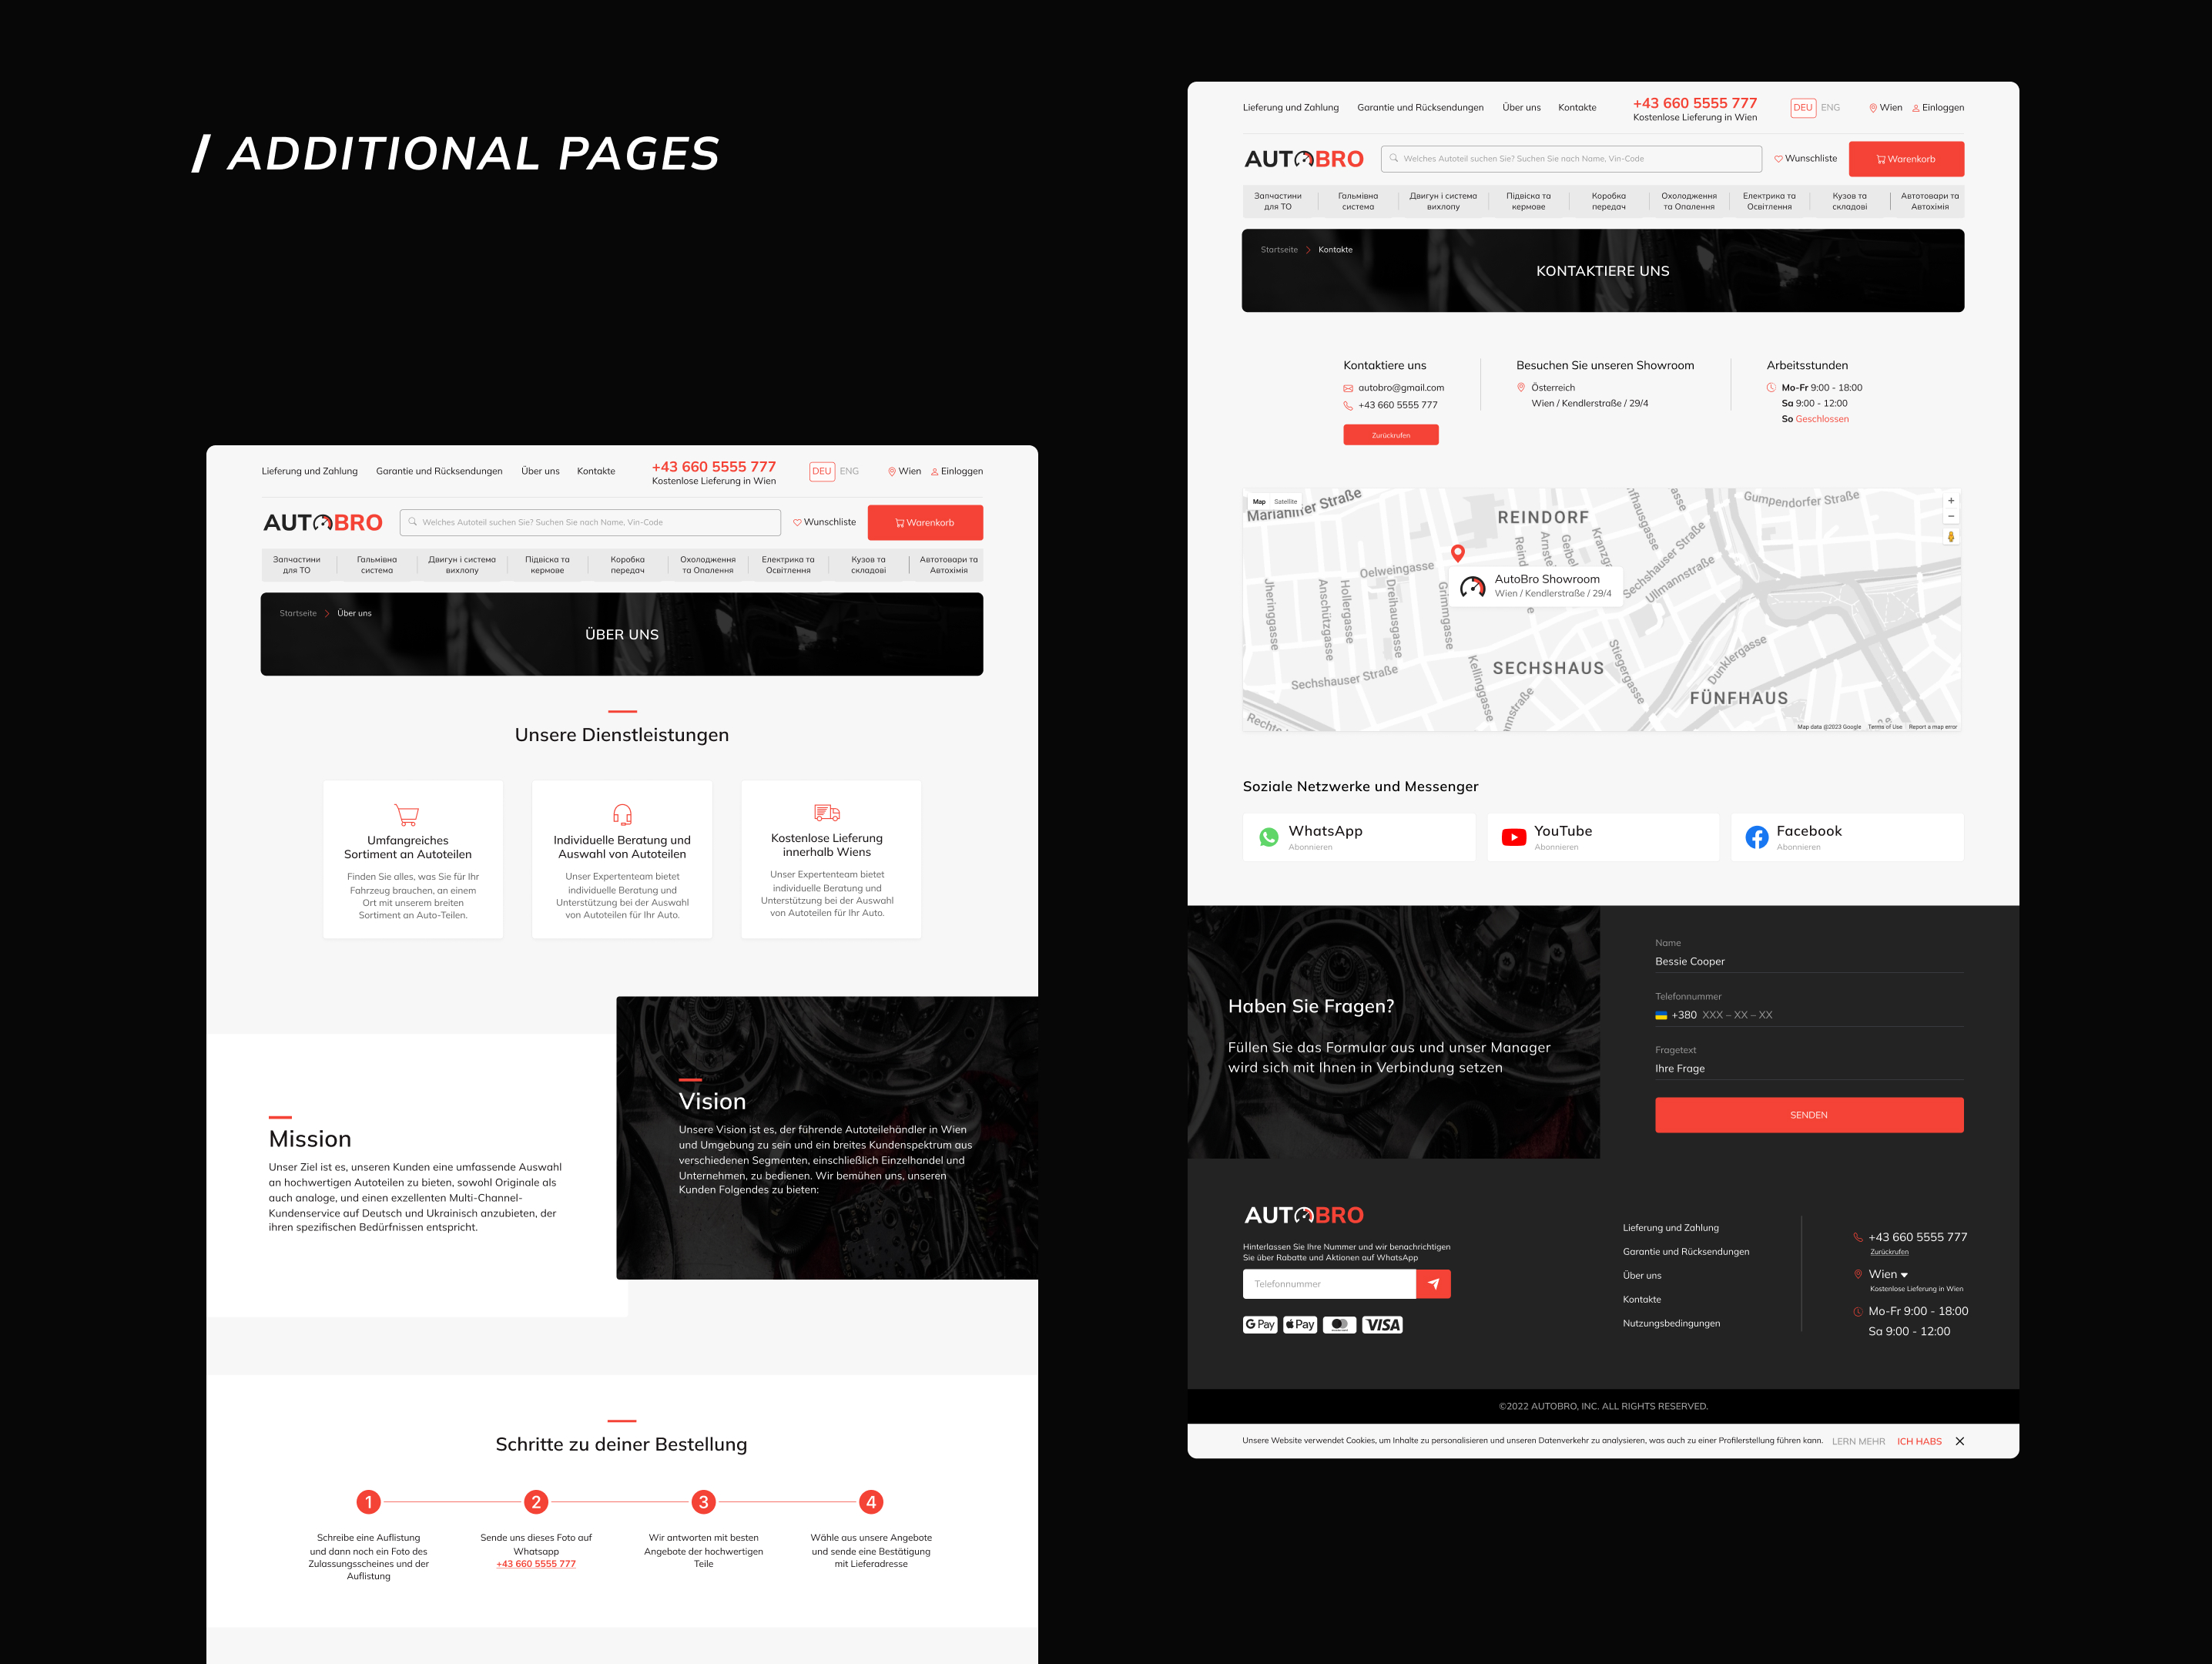 / ADDITIONAL PAGES
Lieferung und Zahlung Garantie und Rücksendungen Über uns Kontakte +43 660 5555 777 DEU ENG Wien Einloggen
Kostenlose Lieferung in Wien
AUTOBRO Welches Autoteil suchen Sie? Suchen Sie nach Name, Vin-Code Wunschliste Warenkorb
Запчастини Гальмівна Двигун і система Підвіска та Коробка Охолодження Електрика та Кузов та Автотовари та
для ТО система вихлопу кермове передач та Опалення Освітлення складові Автохімія
Startseite Über uns
ÜBER UNS
Unsere Dienstleistungen
Umfangreiches
Sortiment an Autoteilen
Finden Sie alles, was Sie für Ihr
Fahrzeug brauchen, an einem
Ort mit unserem breiten
Sortiment an Auto-Teilen.
Individuelle Beratung und
Auswahl von Autoteilen
Unser Expertenteam bietet
individuelle Beratung und
Unterstützung bei der Auswahl
von Autoteilen für Ihr Auto.
Kostenlose Lieferung
innerhalb Wiens
Unser Expertenteam bietet
individuelle Beratung und
Unterstützung bei der Auswahl
von Autoteilen für Ihr Auto.
Mission
Unser Ziel ist es, unseren Kunden eine umfassende Auswahl
an hochwertigen Autoteilen zu bieten, sowohl Originale als
auch analoge, und einen exzellenten Multi-Channel-
Kundenservice auf Deutsch und Ukrainisch anzubieten, der
ihren spezifischen Bedürfnissen entspricht.
Vision
Unsere Vision ist es, der führende Autoteilehändler in Wien
und Umgebung zu sein und ein breites Kundenspektrum aus
verschiedenen Segmenten, einschließlich Einzelhandel und
Unternehmen, zu bedienen. Wir bemühen uns, unseren
Kunden Folgendes zu bieten:
Schritte zu deiner Bestellung
1
Schreibe eine Auflistung
und dann noch ein Foto des
Zulassungsscheines und der
Auflistung
2
Sende uns dieses Foto auf
Whatsapp
+43 660 5555 777
3
Wir antworten mit besten
Angebote der hochwertigen
Teile
4
Wähle aus unsere Angebote
und sende eine Bestätigung
mit Lieferadresse
Lieferung und Zahlung Garantie und Rücksendungen Über uns Kontakte +43 660 5555 777 DEU ENG Wien Einloggen
Kostenlose Lieferung in Wien
AUTOBRO Welches Autoteil suchen Sie? Suchen Sie nach Name, Vin-Code Wunschliste Warenkorb
Запчастини Гальмівна Двигун і система Підвіска та Коробка Охолодження Електрика та Кузов та Автотовари та
для ТО система вихлопу кермове передач та Опалення Освітлення складові Автохімія
Startseite Kontakte
KONTAKTIERE UNS
Kontaktiere uns
autobro@gmail.com
+43 660 5555 777
Zurückrufen
Besuchen Sie unseren Showroom
Österreich
Wien / Kendlerstraße / 29/4
Arbeitsstunden
Mo-Fr 9:00 - 18:00
Sa 9:00 - 12:00
So Geschlossen
Map Satellite
Gumpendorfer Straße
REINDORF
Oelweingasse
AutoBro Showroom
Wien / Kendlerstraße / 29/4
Sechshauser Straße
Ullmannstraße
Jheringgasse
Anschützgasse
Hollergasse
Dreihausgasse
Grimmgasse
Sechshauser Straße
Kellinggasse
SECHSHAUS
Stiegergasse
Dunklergasse
FÜNFHAUS
Map data @2023 Google Terms of Use Report a map error
Soziale Netzwerke und Messenger
WhatsApp
Abonnieren
YouTube
Abonnieren
Facebook
Abonnieren
Haben Sie Fragen?
Füllen Sie das Formular aus und unser Manager
wird sich mit Ihnen in Verbindung setzen
Name
Bessie Cooper
Telefonnummer
+380 XXX – XX – XX
Fragetext
Ihre Frage
SENDEN
AUTOBRO
Hinterlassen Sie Ihre Nummer und wir benachrichtigen
Sie über Rabatte und Aktionen auf WhatsApp
Telefonnummer
G Pay Pay VISA
Lieferung und Zahlung
Garantie und Rücksendungen
Über uns
Kontakte
Nutzungsbedingungen
+43 660 5555 777
Zurückrufen
Wien
Kostenlose Lieferung in Wien
Mo-Fr 9:00 - 18:00
Sa 9:00 - 12:00
©2022 AUTOBRO, INC. ALL RIGHTS RESERVED.
Unsere Website verwendet Cookies, um Inhalte zu personalisieren und unseren Datenverkehr zu analysieren, was auch zu einer Profilerstellung führen kann. LERN MEHR ICH HABS